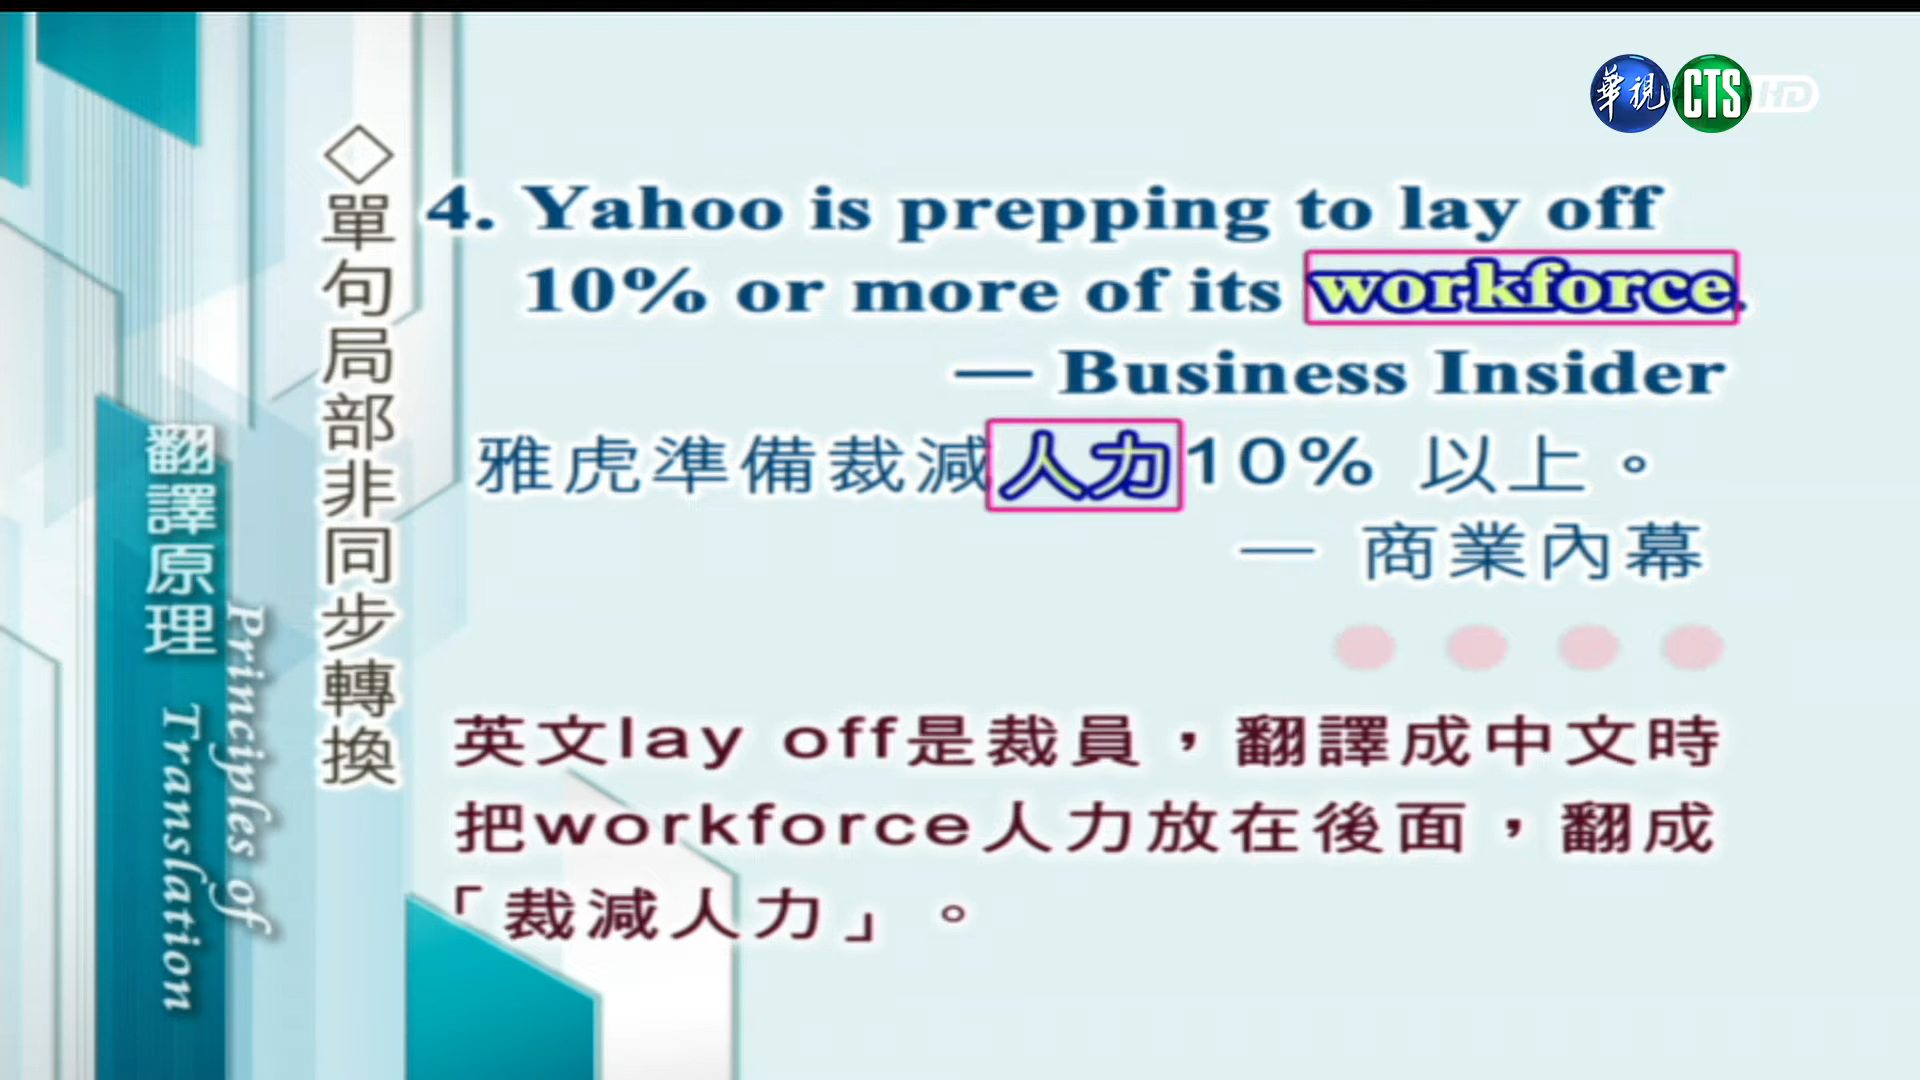 華視 CTS HD
◇單句局部非同步轉換
翻譯原理
Principles of
Translation
4. Yahoo is prepping to lay off
10% or more of its workforce.
— Business Insider
雅虎準備裁減人力10% 以上。
— 商業內幕
英文lay off是裁員，翻譯成中文時
把workforce人力放在後面，翻成
「裁減人力」。